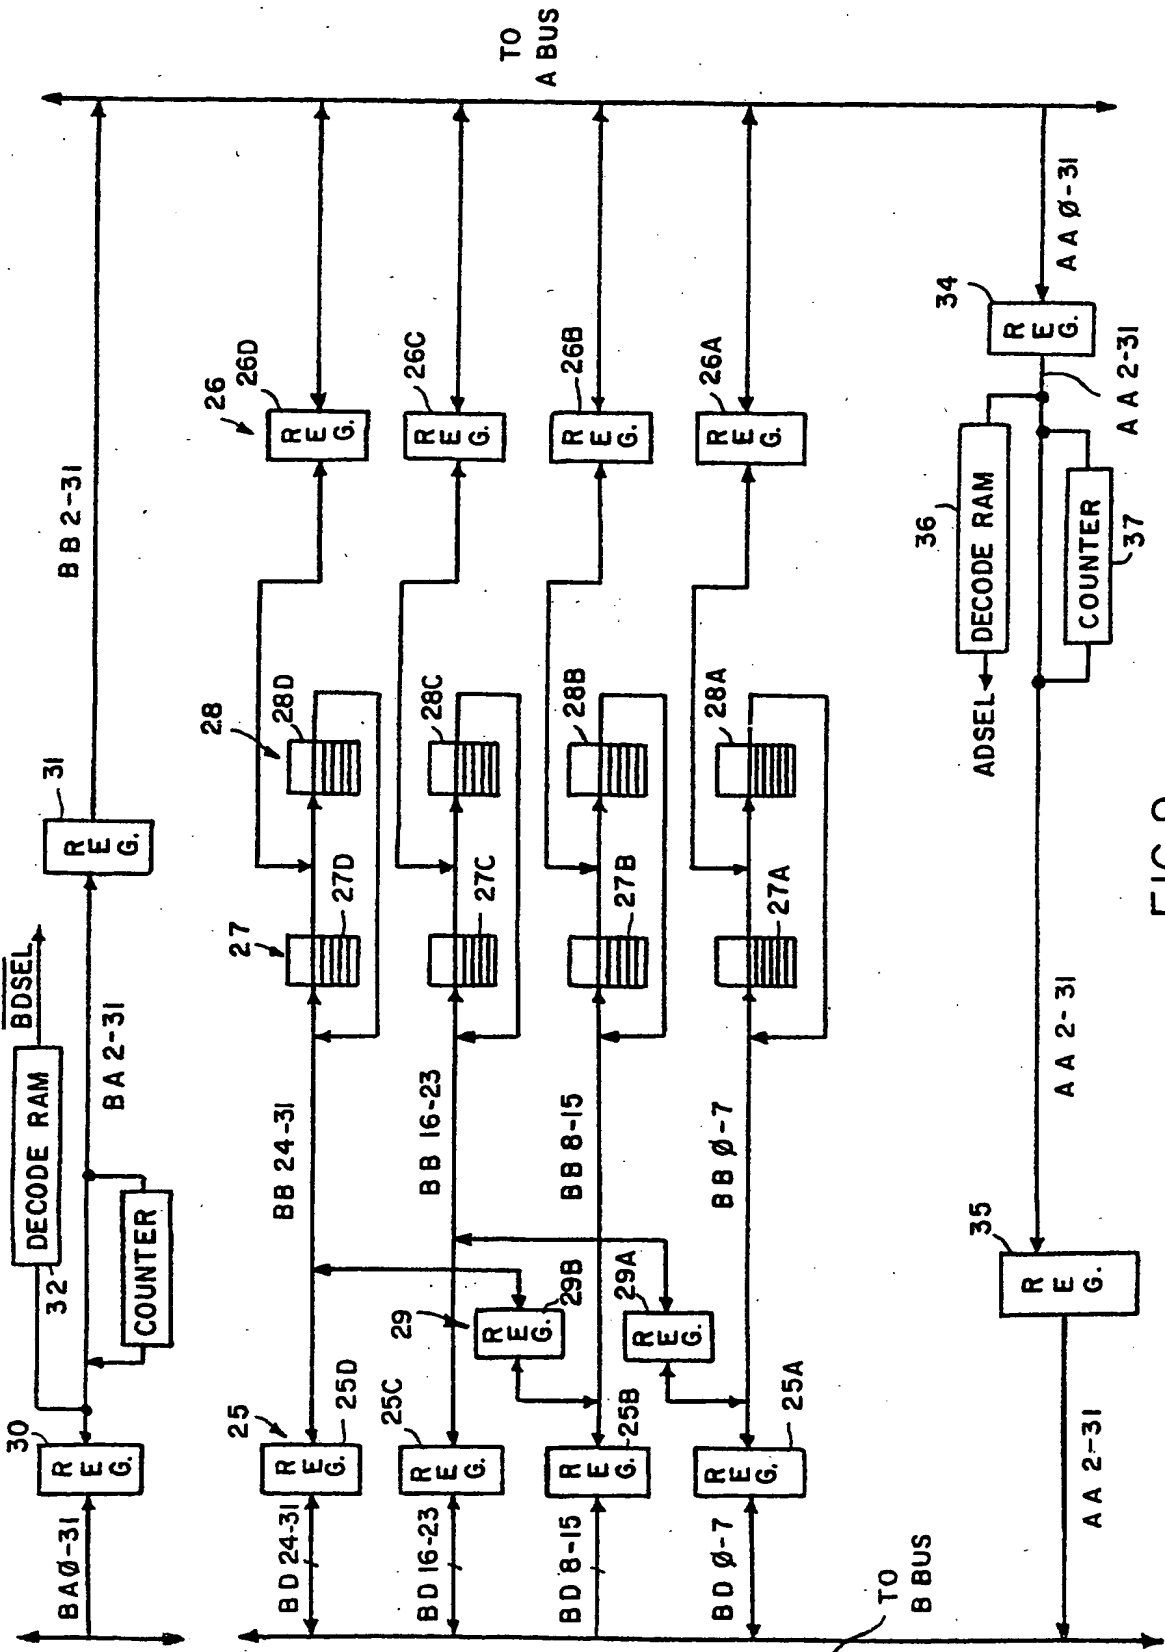 BDSEL
DECODE RAM
32
30
BAØ-31
REG.
COUNTER
BA 2-31
31
REG.
BB 2-31
25
25D
BD 24-31
REG.
BB 24-31
27
27D
28
28D
26
26D
REG.
25C
BD 16-23
REG.
29
REG.
29B
BB 16-23
27C
28C
26C
REG.
BD 8-15
REG.
25B
29A
REG.
BB 8-15
27B
28B
26B
REG.
BD Ø-7
REG.
25A
BB Ø-7
27A
28A
26A
REG.
TO
A BUS
TO
B BUS
36
DECODE RAM
ADSEL
34
REG.
AA Ø-31
AA 2-31
COUNTER
37
35
REG.
AA 2-31
AA 2-31
FIG